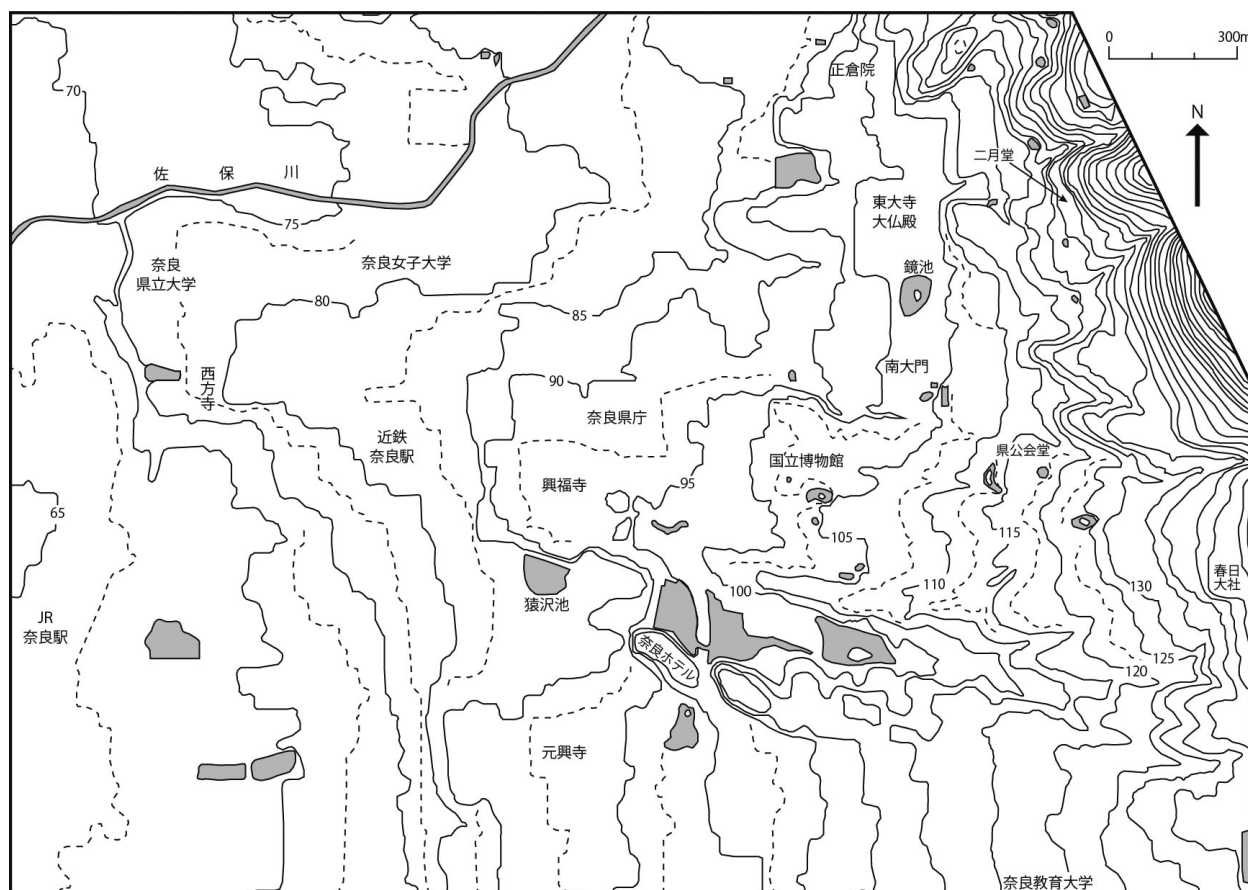 0 300m
N
正倉院
70
二月堂
佐保川
東大寺
大仏殿
75
奈良
県立大学
奈良女子大学
鏡池
80
85
南大門
西方寺
90
奈良県庁
近鉄
奈良駅
国立博物館
県公会堂
興福寺
95
65
105
115
110
130
春日
大社
100
猿沢池
JR
奈良駅
奈良ホテル
125
120
元興寺
奈良教育大学